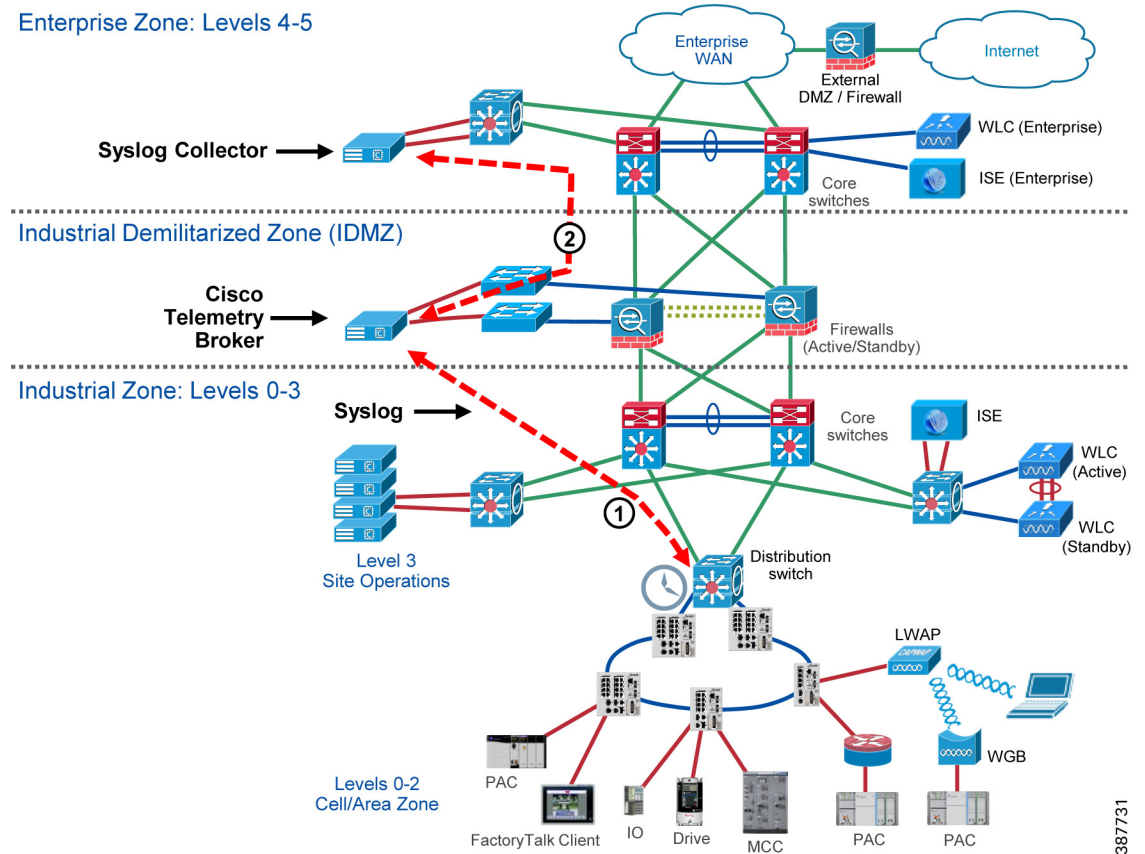 Enterprise Zone: Levels 4-5
Enterprise
WAN
Internet
External
DMZ / Firewall
Syslog Collector
WLC (Enterprise)
ISE (Enterprise)
Core
switches
Industrial Demilitarized Zone (IDMZ)
2
Cisco
Telemetry
Broker
Firewalls
(Active/Standby)
Industrial Zone: Levels 0-3
Syslog
Core
switches
ISE
WLC
(Active)
WLC
(Standby)
1
Level 3
Site Operations
Distribution
switch
LWAP
CAPWAP
WGB
PAC
Levels 0-2
Cell/Area Zone
FactoryTalk Client
IO
Drive
MCC
PAC
PAC
387731